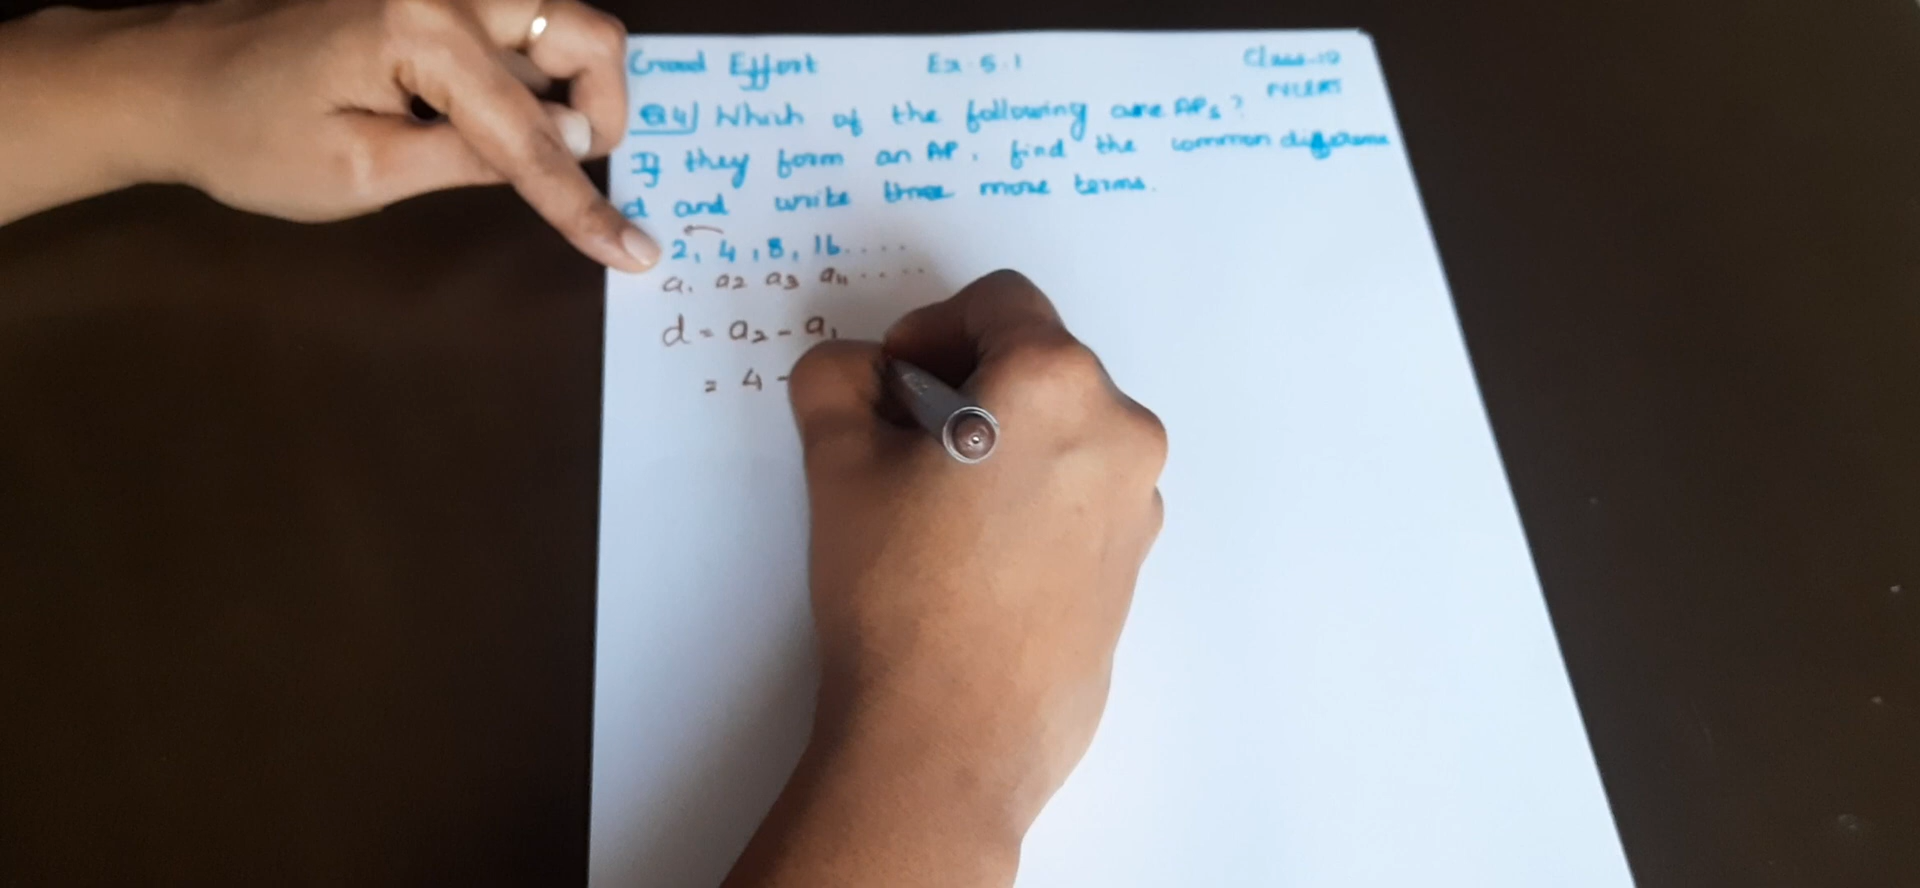 Good Effort Ex 5.1 Class-10
NCERT
Q4) Which of the following are APs?
If they form an AP, find the common difference
d and write three more terms.
2, 4, 8, 16....
a1 a2 a3 a4.....
d = a2 - a1
= 4 -